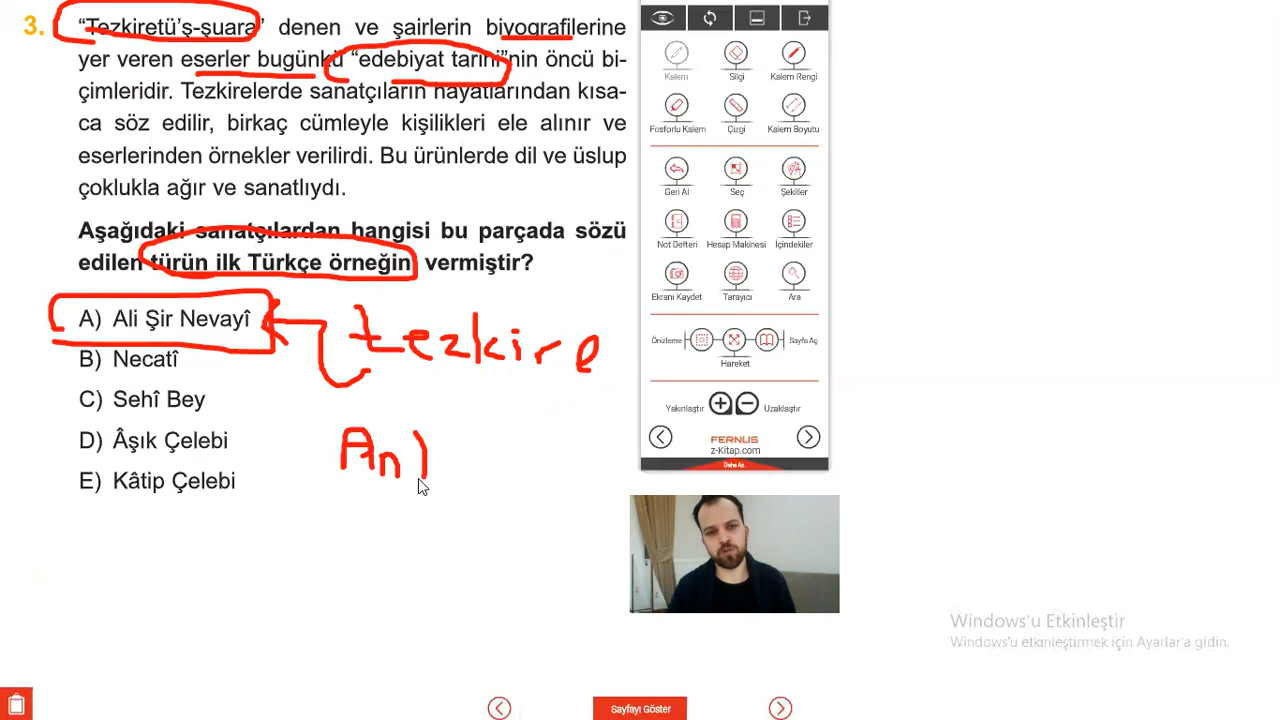 3. “Tezkiretü’ş-şuara” denen ve şairlerin biyografilerine
yer veren eserler bugünkü “edebiyat tarihi”nin öncü bi-
çimleridir. Tezkirelerde sanatçıların hayatlarından kısa-
ca söz edilir, birkaç cümleyle kişilikleri ele alınır ve
eserlerinden örnekler verilirdi. Bu ürünlerde dil ve üslup
çoklukla ağır ve sanatlıydı.
Aşağıdaki sanatçılardan hangisi bu parçada sözü
edilen türün ilk Türkçe örneğin vermiştir?
A) Ali Şir Nevayî
tezkire
B) Necatî
C) Sehî Bey
D) Âşık Çelebi
An
E) Kâtip Çelebi
Kalem
Silgi
Kalem Rengi
Fosforlu Kalem
Çizgi
Kalem Boyutu
Geri Al
Seç
Şekiller
Not Defteri
Hesap Makinesi
İçindekiler
Ekranı Kaydet
Tarayıcı
Ara
Önizleme
Sayfa Aç
Hareket
Yakınlaştır
Uzaklaştır
FERNUS
z-Kitap.com
Daha Az
Windows'u Etkinleştir
Windows'u etkinleştirmek için Ayarlar'a gidin.
Sayfayı Göster